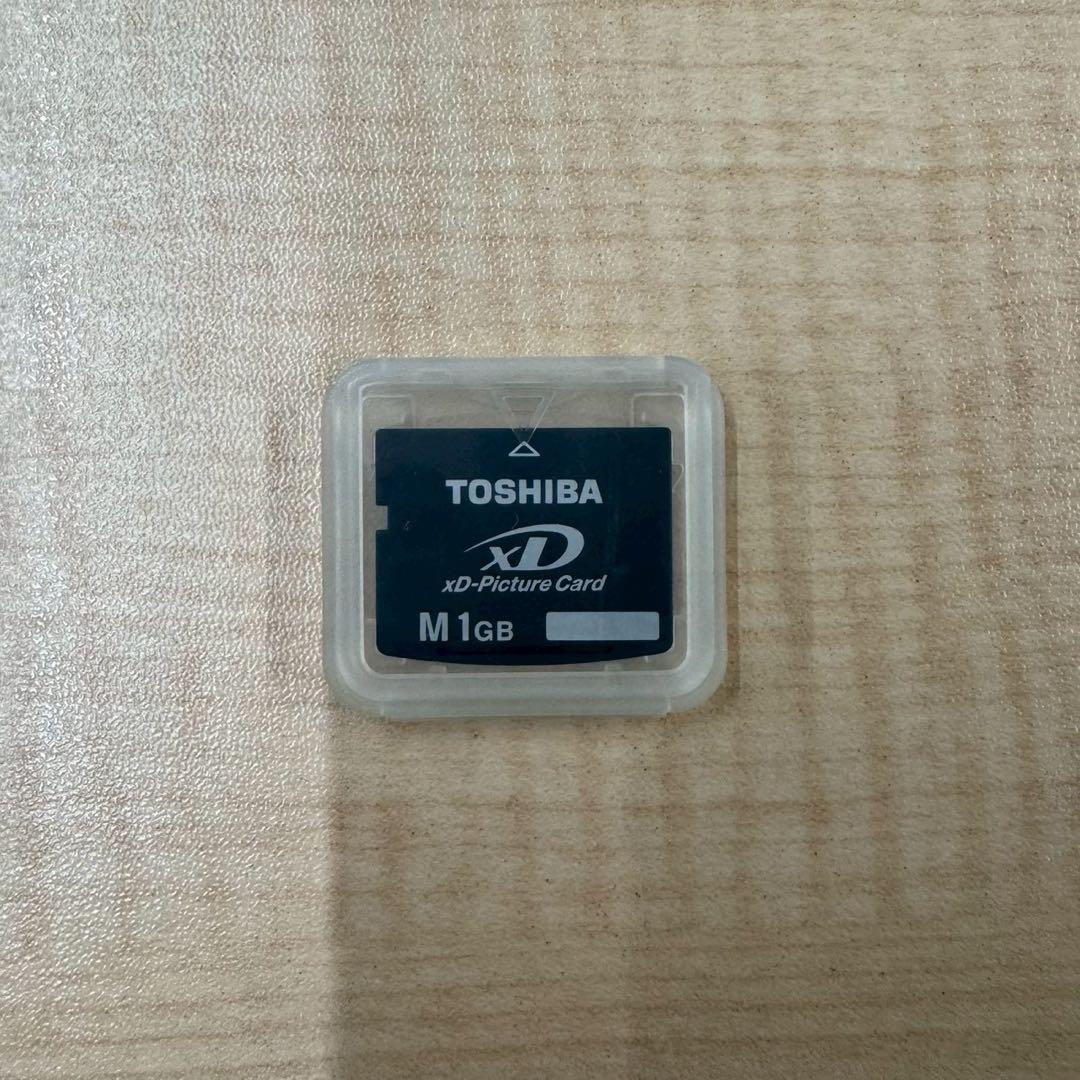 TOSHIBA
xD
xD-Picture Card
M 1GB